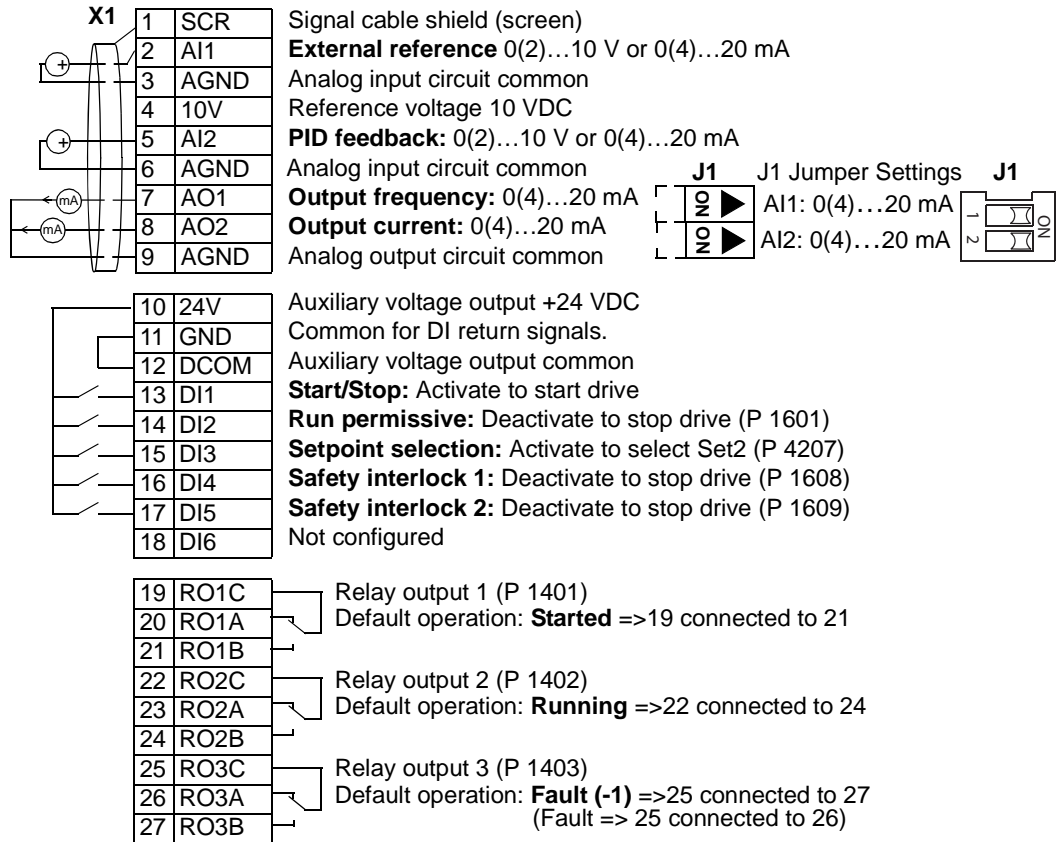 X1
1 SCR Signal cable shield (screen)
2 AI1 External reference 0(2)…10 V or 0(4)…20 mA
3 AGND Analog input circuit common
4 10V Reference voltage 10 VDC
5 AI2 PID feedback: 0(2)…10 V or 0(4)…20 mA
6 AGND Analog input circuit common
7 AO1 Output frequency: 0(4)…20 mA
8 AO2 Output current: 0(4)…20 mA
9 AGND Analog output circuit common
+
+
mA
mA
J1 J1 Jumper Settings J1
ON AI1: 0(4)…20 mA
ON AI2: 0(4)…20 mA
1
2
ON
10 24V Auxiliary voltage output +24 VDC
11 GND Common for DI return signals.
12 DCOM Auxiliary voltage output common
13 DI1 Start/Stop: Activate to start drive
14 DI2 Run permissive: Deactivate to stop drive (P 1601)
15 DI3 Setpoint selection: Activate to select Set2 (P 4207)
16 DI4 Safety interlock 1: Deactivate to stop drive (P 1608)
17 DI5 Safety interlock 2: Deactivate to stop drive (P 1609)
18 DI6 Not configured
19 RO1C Relay output 1 (P 1401)
20 RO1A Default operation: Started =>19 connected to 21
21 RO1B
22 RO2C Relay output 2 (P 1402)
23 RO2A Default operation: Running =>22 connected to 24
24 RO2B
25 RO3C Relay output 3 (P 1403)
26 RO3A Default operation: Fault (-1) =>25 connected to 27
27 RO3B (Fault => 25 connected to 26)